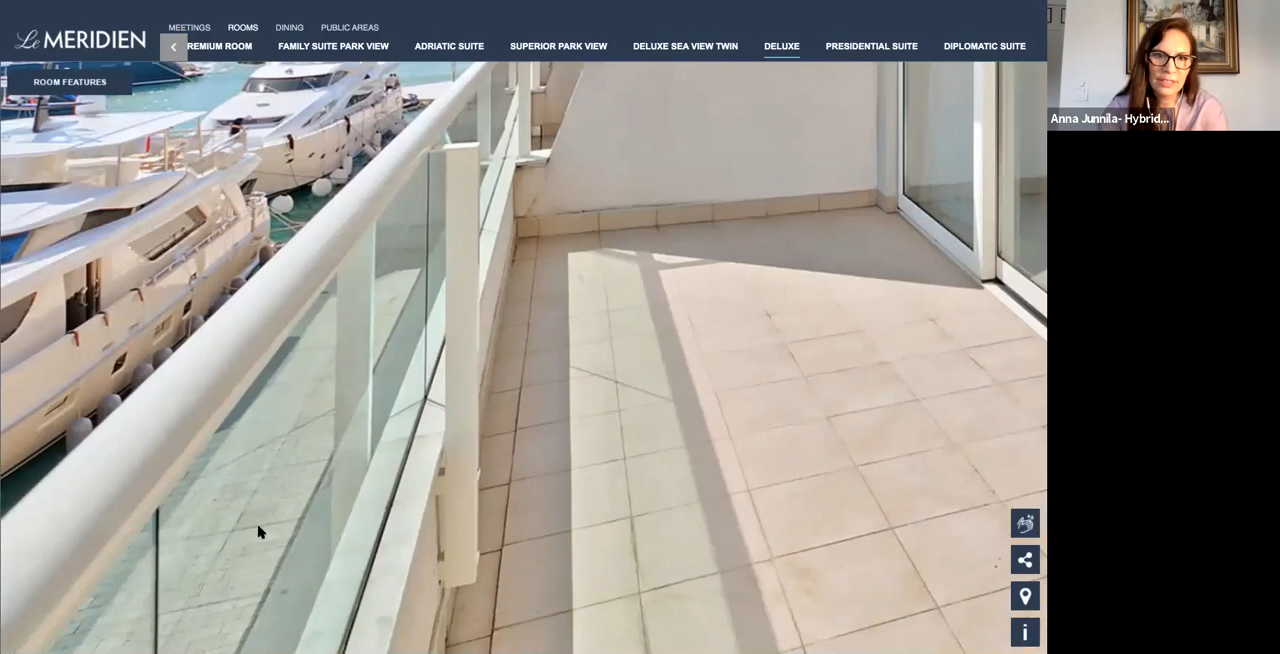 Le MERIDIEN
MEETINGS ROOMS DINING PUBLIC AREAS
REMIUM ROOM FAMILY SUITE PARK VIEW ADRIATIC SUITE SUPERIOR PARK VIEW DELUXE SEA VIEW TWIN DELUXE PRESIDENTIAL SUITE DIPLOMATIC SUITE
ROOM FEATURES
Anna Junnila- Hybrid...